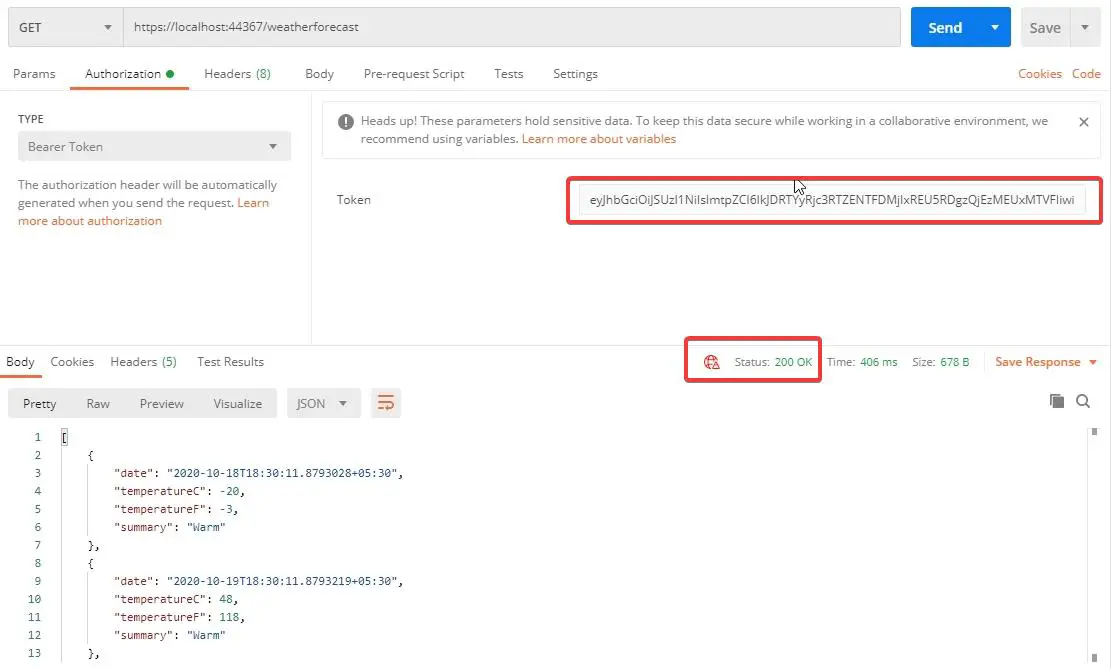 GET https://localhost:44367/weatherforecast Send Save
Params Authorization Headers (8) Body Pre-request Script Tests Settings Cookies Code
TYPE
Bearer Token
The authorization header will be automatically
generated when you send the request. Learn
more about authorization
Heads up! These parameters hold sensitive data. To keep this data secure while working in a collaborative environment, we
recommend using variables. Learn more about variables
Token
Body Cookies Headers (5) Test Results Status: 200 OK Time: 406 ms Size: 678 B Save Response
Pretty Raw Preview Visualize JSON
1 [
2 {
3 "date": "2020-10-18T18:30:11.8793028+05:30",
4 "temperatureC": -20,
5 "temperatureF": -3,
6 "summary": "Warm"
7 },
8 {
9 "date": "2020-10-19T18:30:11.8793219+05:30",
10 "temperatureC": 48,
11 "temperatureF": 118,
12 "summary": "Warm"
13 },